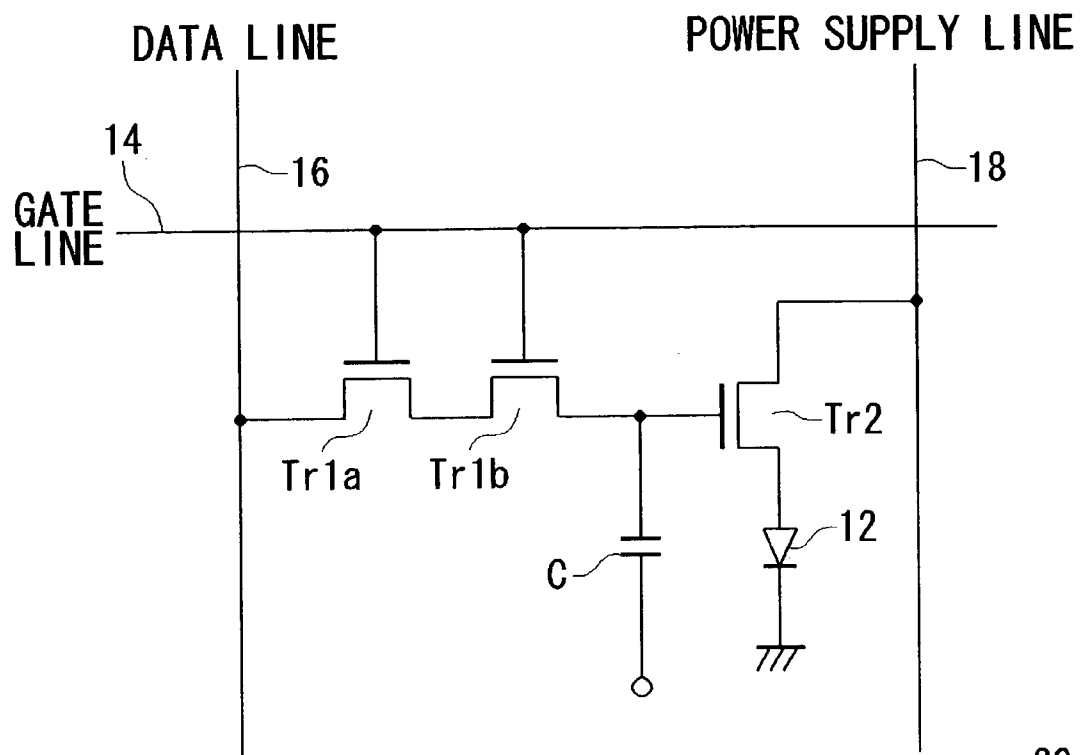 DATA LINE
POWER SUPPLY LINE
14
16
18
GATE
LINE
Tr1a
Tr1b
Tr2
12
C